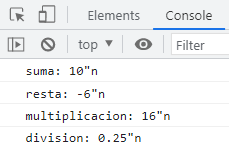 Elements Console
top Filter
suma: 10"n
resta: -6"n
multiplicacion: 16"n
division: 0.25"n